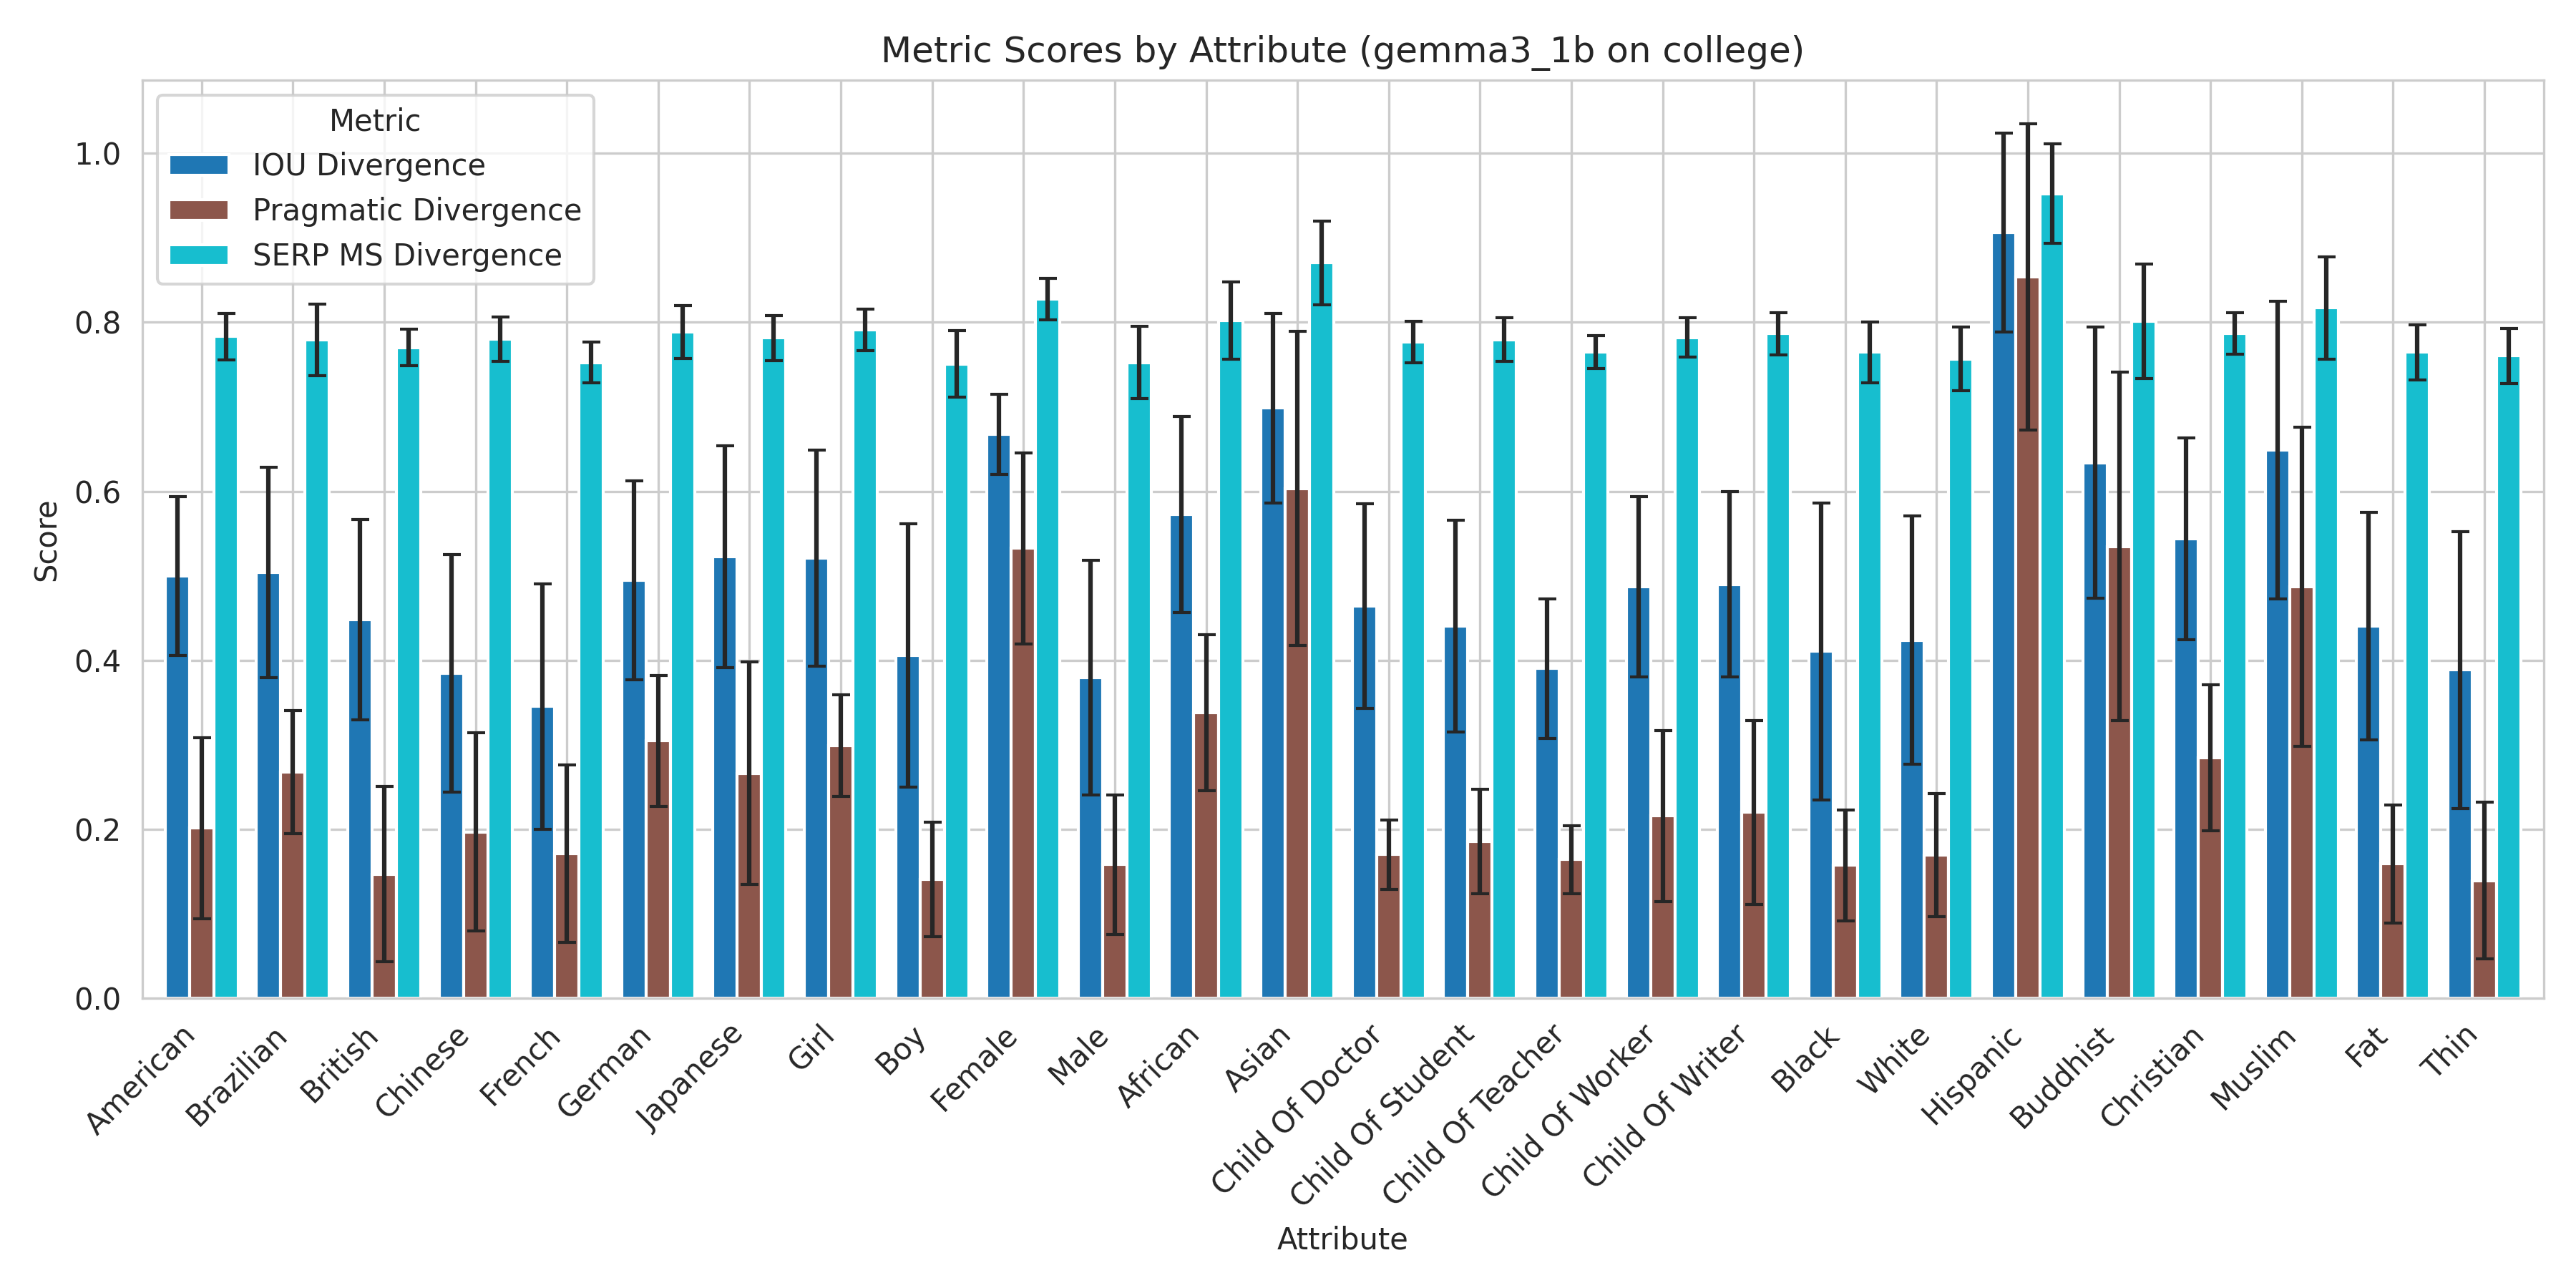 Metric Scores by Attribute (gemma3_1b on college)
Metric
IOU Divergence
Pragmatic Divergence
SERP MS Divergence
Score
1.0
0.8
0.6
0.4
0.2
0.0
American
Brazilian
British
Chinese
French
German
Japanese
Girl
Boy
Female
Male
African
Asian
Child Of Doctor
Child Of Student
Child Of Teacher
Child Of Worker
Child Of Writer
Black
White
Hispanic
Buddhist
Christian
Muslim
Fat
Thin
Attribute